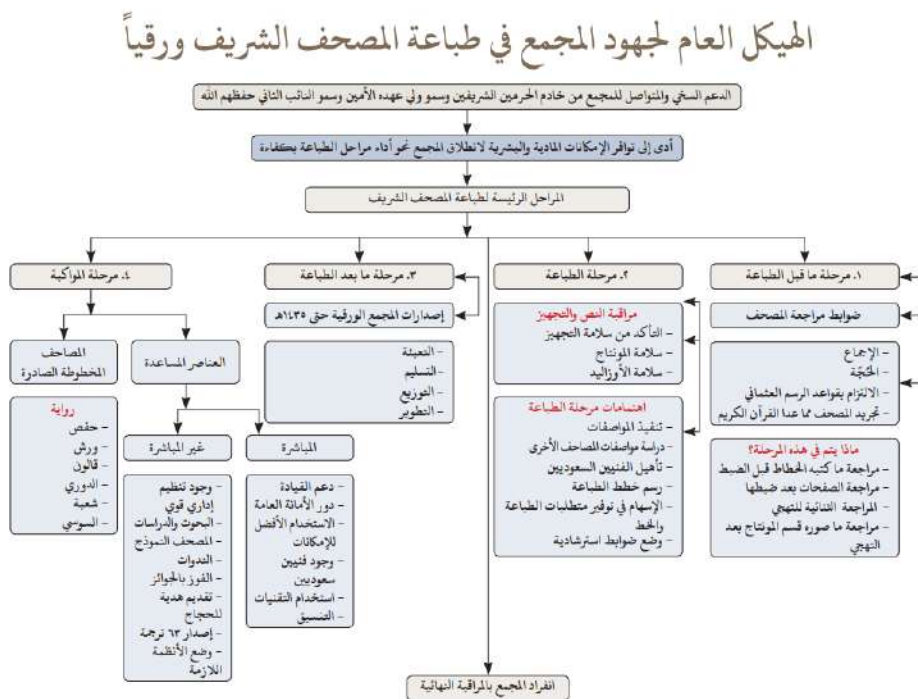 الهيكل العام لجهود المجمع في طباعة المصحف الشريف ورقياً
الدعم السخي والمتواصل للمجمع من خادم الحرمين الشريفين وسمو ولي عهده الأمين وسمو النائب الثاني حفظهم الله
أدى إلى توافر الإمكانات المادية والبشرية لانطلاق المجمع نحو أداء مراحل الطباعة بكفاءة
المراحل الرئيسة لطباعة المصحف الشريف
١. مرحلة ما قبل الطباعة
ضوابط مراجعة المصحف
- الإجماع
- الحُجّة
- الالتزام بقواعد الرسم العثماني
- تجريد المصحف مما عدا القرآن الكريم
ماذا يتم في هذه المرحلة؟
- مراجعة ما كتبه الخطاط قبل الضبط
- مراجعة الصفحات بعد ضبطها
- المراجعة الثنائية للتهجي
- مراجعة ما صوره قسم المونتاج بعد
التهجي
٢. مرحلة الطباعة
مراقبة النص والتجهيز
- التأكد من سلامة التجهيز
- سلامة المونتاج
- سلامة الأوزاليد
اهتمامات مرحلة الطباعة
- تنفيذ المواصفات
- دراسة مواصفات المصاحف الأخرى
- تأهيل الفنيين السعوديين
- رسم خطط الطباعة
- الإسهام في توفير متطلبات الطباعة
والخط
- وضع ضوابط استرشادية
٣. مرحلة ما بعد الطباعة
إصدارات المجمع الورقية حتى ١٤٣٥هـ
- التعبئة
- التسليم
- التوزيع
- التطوير
٤. مرحلة المواكبة
العناصر المساعدة
المباشرة
- دعم القيادة
- دور الأمانة العامة
- الاستخدام الأفضل
للإمكانات
- وجود فنيين
سعوديين
- استخدام التقنيات
- التنسيق
غير المباشرة
- وجود تنظيم
إداري قوي
- البحوث والدراسات
- المصحف النموذج
- الندوات
- الفوز بالجوائز
- تقديم هدية
للحجاج
- إصدار ٦٣ ترجمة
- وضع الأنظمة
اللازمة
المصاحف
المخطوطة الصادرة
رواية
- حفص
- ورش
- قالون
- الدوري
- شعبة
- السوسي
انفراد المجمع بالمراقبة النهائية